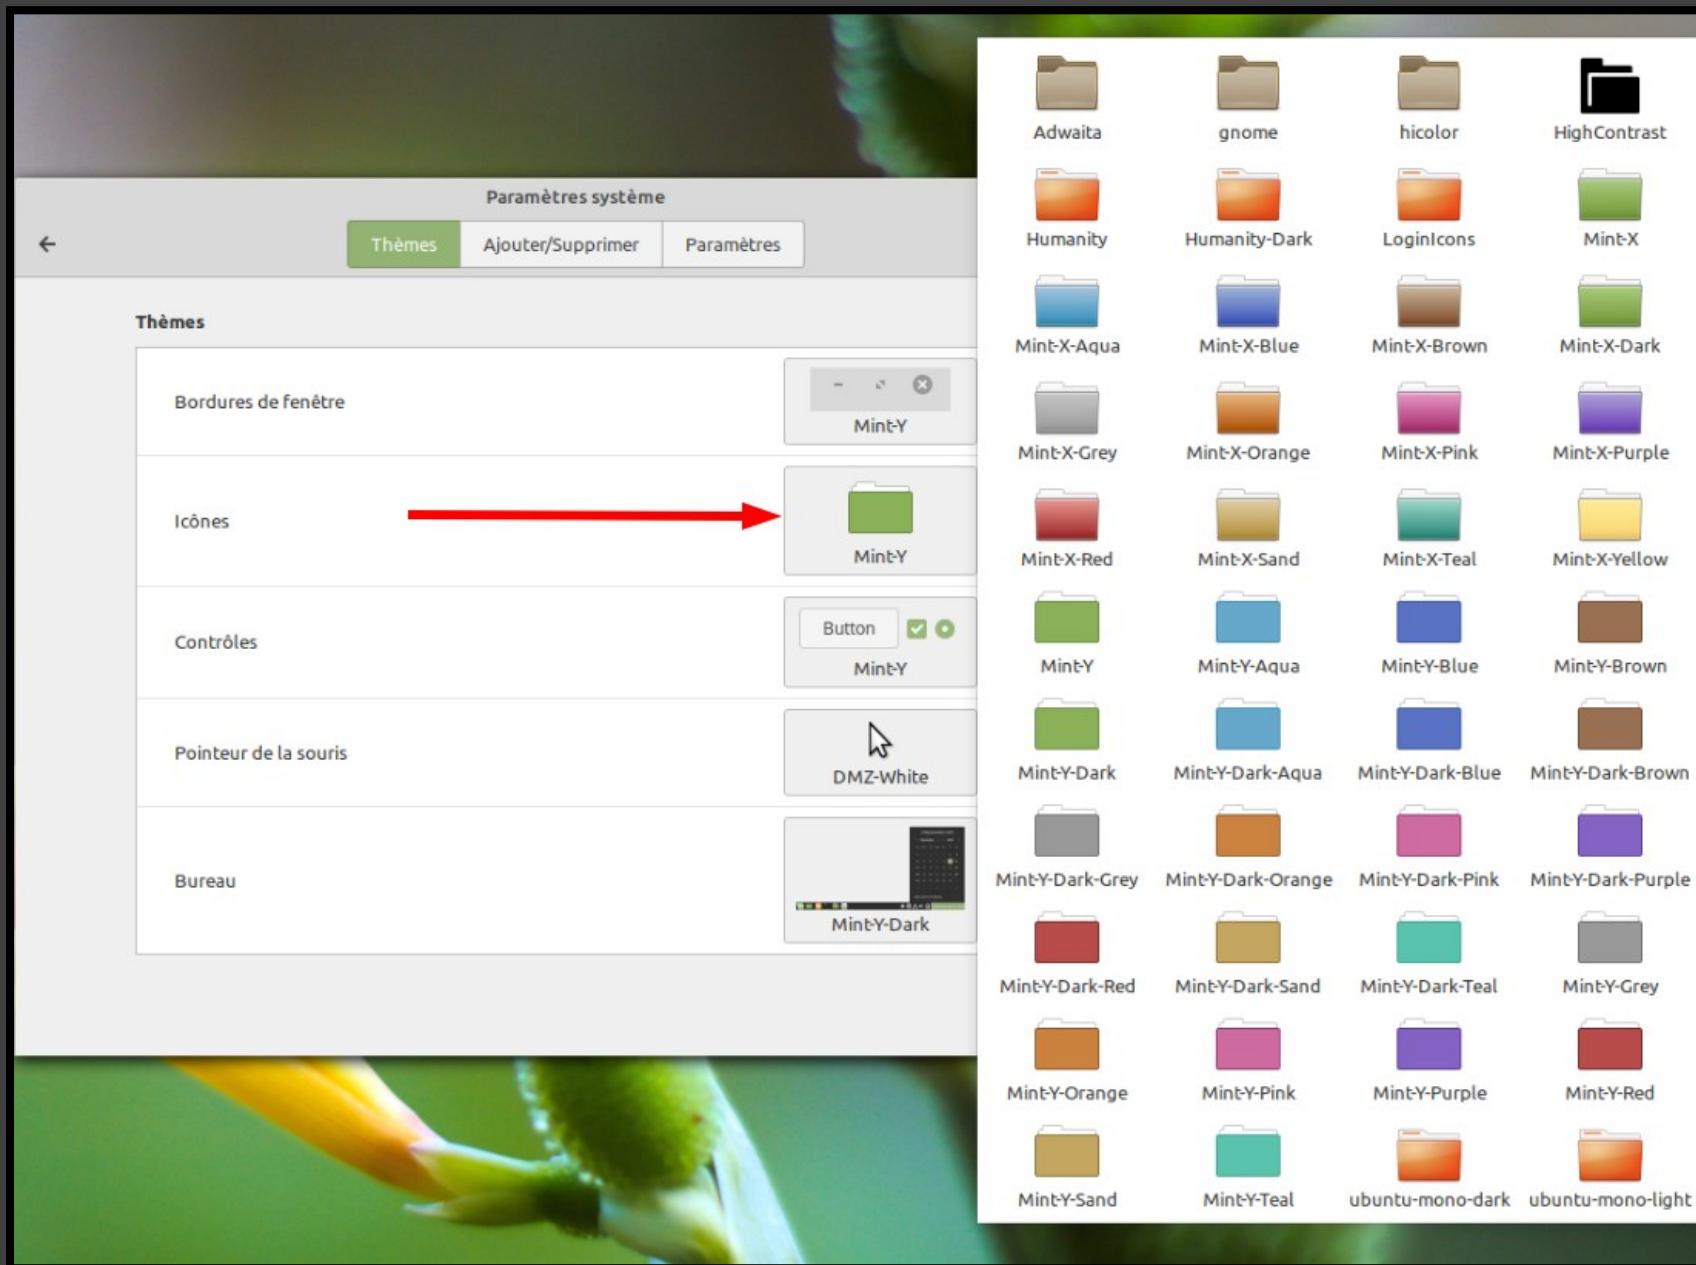 Paramètres système
Thèmes Ajouter/Supprimer Paramètres
Thèmes
Bordures de fenêtre
Mint-Y
Icônes
Mint-Y
Contrôles
Button
Mint-Y
Pointeur de la souris
DMZ-White
Bureau
Mint-Y-Dark
Adwaita gnome hicolor HighContrast
Humanity Humanity-Dark LoginIcons Mint-X
Mint-X-Aqua Mint-X-Blue Mint-X-Brown Mint-X-Dark
Mint-X-Grey Mint-X-Orange Mint-X-Pink Mint-X-Purple
Mint-X-Red Mint-X-Sand Mint-X-Teal Mint-X-Yellow
Mint-Y Mint-Y-Aqua Mint-Y-Blue Mint-Y-Brown
Mint-Y-Dark Mint-Y-Dark-Aqua Mint-Y-Dark-Blue Mint-Y-Dark-Brown
Mint-Y-Dark-Grey Mint-Y-Dark-Orange Mint-Y-Dark-Pink Mint-Y-Dark-Purple
Mint-Y-Dark-Red Mint-Y-Dark-Sand Mint-Y-Dark-Teal Mint-Y-Grey
Mint-Y-Orange Mint-Y-Pink Mint-Y-Purple Mint-Y-Red
Mint-Y-Sand Mint-Y-Teal ubuntu-mono-dark ubuntu-mono-light